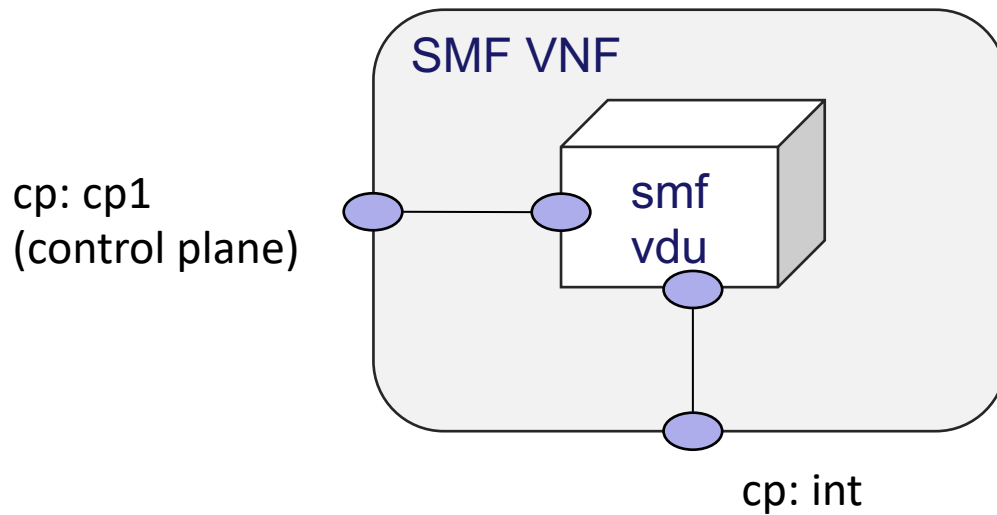 SMF VNF
cp: cp1
(control plane)
smf
vdu
cp: int